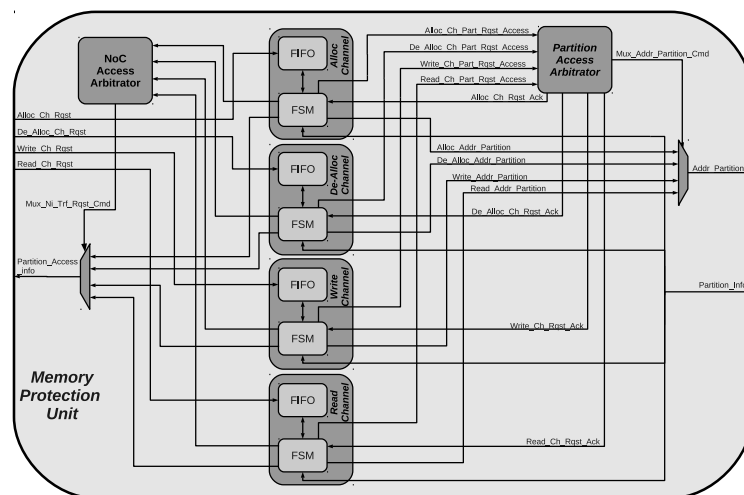 Alloc_Ch_Part_Rqst_Access
De_Alloc_Ch_Part_Rqst_Access
Write_Ch_Part_Rqst_Access
Read_Ch_Part_Rqst_Access
Alloc_Ch_Rqst_Ack
NoC
Access
Arbitrator
FIFO
FSM
Alloc
Channel
Partition
Access
Arbitrator
Mux_Addr_Partition_Cmd
Alloc_Ch_Rqst
De_Alloc_Ch_Rqst
Write_Ch_Rqst
Read_Ch_Rqst
Alloc_Addr_Partition
De_Alloc_Addr_Partition
Write_Addr_Partition
Read_Addr_Partition
De_Alloc_Ch_Rqst_Ack
Addr_Partition
FIFO
FSM
De-Alloc
Channel
Mux_Ni_Trf_Rqst_Cmd
Partition_Access
_info
Partition_Info
FIFO
FSM
Write
Channel
Write_Ch_Rqst_Ack
Memory
Protection
Unit
FIFO
FSM
Read
Channel
Read_Ch_Rqst_Ack